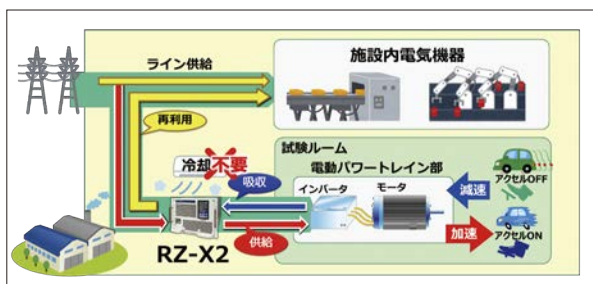 ライン供給
施設内電気機器
再利用
試験ルーム
電動パワートレイン部
冷却不要
吸収
インバータ
モータ
減速
アクセルOFF
供給
加速
アクセルON
RZ-X2